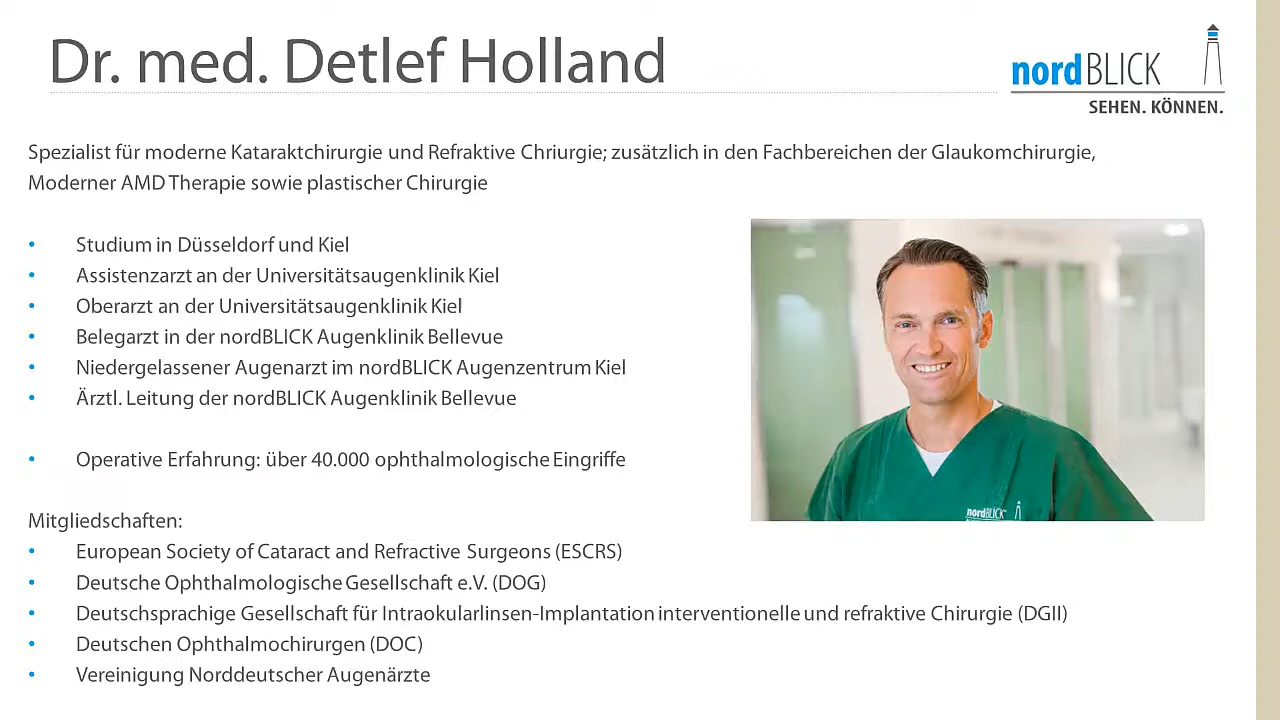 Dr. med. Detlef Holland
nordBLICK
SEHEN. KÖNNEN.
Spezialist für moderne Kataraktchirurgie und Refraktive Chriurgie; zusätzlich in den Fachbereichen der Glaukomchirurgie,
Moderner AMD Therapie sowie plastischer Chirurgie
• Studium in Düsseldorf und Kiel
• Assistenzarzt an der Universitätsaugenklinik Kiel
• Oberarzt an der Universitätsaugenklinik Kiel
• Belegarzt in der nordBLICK Augenklinik Bellevue
• Niedergelassener Augenarzt im nordBLICK Augenzentrum Kiel
• Ärztl. Leitung der nordBLICK Augenklinik Bellevue
• Operative Erfahrung: über 40.000 ophthalmologische Eingriffe
nordBLICK
Mitgliedschaften:
• European Society of Cataract and Refractive Surgeons (ESCRS)
• Deutsche Ophthalmologische Gesellschaft e.V. (DOG)
• Deutschsprachige Gesellschaft für Intraokularlinsen-Implantation interventionelle und refraktive Chirurgie (DGII)
• Deutschen Ophthalmochirurgen (DOC)
• Vereinigung Norddeutscher Augenärzte